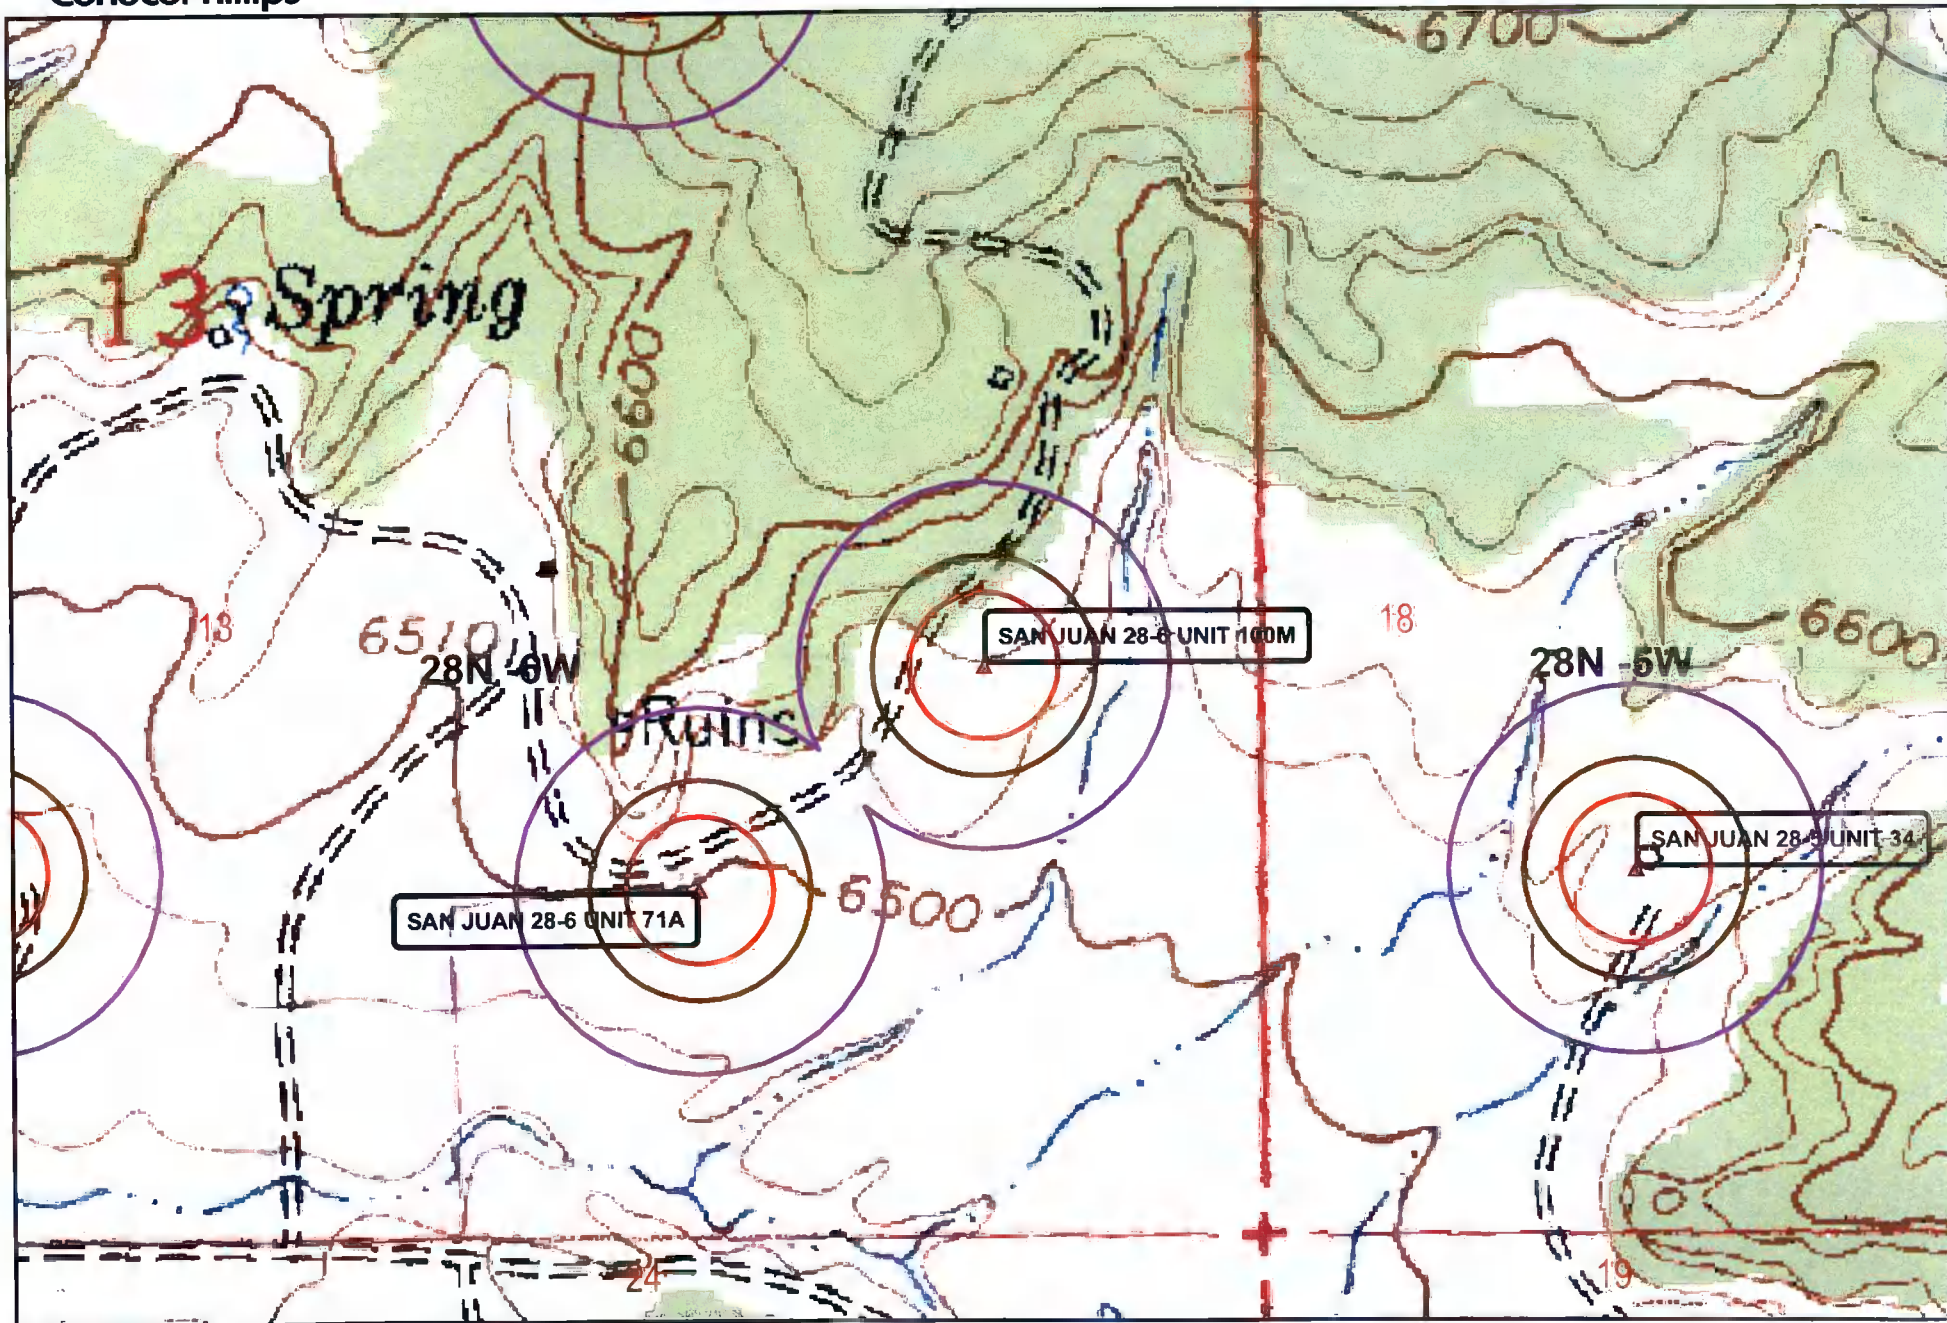 ConocoPhillips
6700
13
Spring
6600
13
6510
SAN JUAN 28-6 UNIT 100M
18
6600
28N -6W
28N -5W
Ruins
SAN JUAN 28-5 UNIT 34
6500
SAN JUAN 28-6 UNIT 71A
24
19